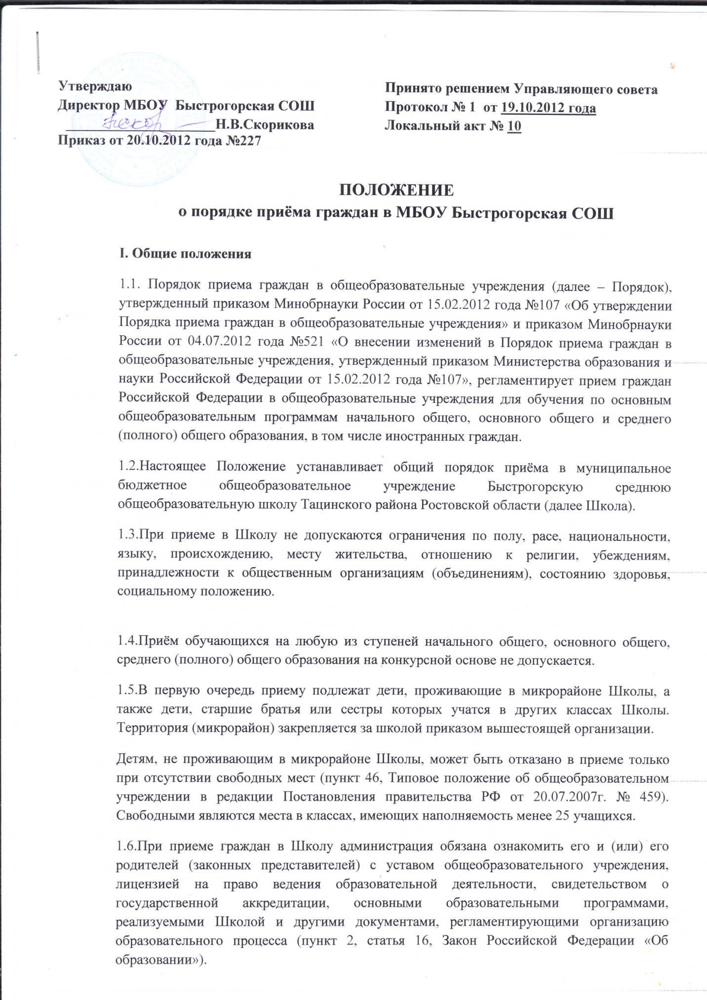 Утверждаю
Директор МБОУ Быстрогорская СОШ
Н.В.Скорикова
Приказ от 20.10.2012 года №227
Принято решением Управляющего совета
Протокол № 1 от 19.10.2012 года
Локальный акт № 10
ПОЛОЖЕНИЕ
о порядке приёма граждан в МБОУ Быстрогорская СОШ
I. Общие положения
1.1. Порядок приема граждан в общеобразовательные учреждения (далее – Порядок),
утвержденный приказом Минобрнауки России от 15.02.2012 года №107 «Об утверждении
Порядка приема граждан в общеобразовательные учреждения» и приказом Минобрнауки
России от 04.07.2012 года №521 «О внесении изменений в Порядок приема граждан в
общеобразовательные учреждения, утвержденный приказом Министерства образования и
науки Российской Федерации от 15.02.2012 года №107», регламентирует прием граждан
Российской Федерации в общеобразовательные учреждения для обучения по основным
общеобразовательным программам начального общего, основного общего и среднего
(полного) общего образования, в том числе иностранных граждан.
1.2.Настоящее Положение устанавливает общий порядок приёма в муниципальное
бюджетное общеобразовательное учреждение Быстрогорскую среднюю
общеобразовательную школу Тацинского района Ростовской области (далее Школа).
1.3.При приеме в Школу не допускаются ограничения по полу, расе, национальности,
языку, происхождению, месту жительства, отношению к религии, убеждениям,
принадлежности к общественным организациям (объединениям), состоянию здоровья,
социальному положению.
1.4.Приём обучающихся на любую из ступеней начального общего, основного общего,
среднего (полного) общего образования на конкурсной основе не допускается.
1.5.В первую очередь приему подлежат дети, проживающие в микрорайоне Школы, а
также дети, старшие братья или сестры которых учатся в других классах Школы.
Территория (микрорайон) закрепляется за школой приказом вышестоящей организации.
Детям, не проживающим в микрорайоне Школы, может быть отказано в приеме только
при отсутствии свободных мест (пункт 46, Типовое положение об общеобразовательном
учреждении в редакции Постановления правительства РФ от 20.07.2007г. № 459).
Свободными являются места в классах, имеющих наполняемость менее 25 учащихся.
1.6.При приеме граждан в Школу администрация обязана ознакомить его и (или) его
родителей (законных представителей) с уставом общеобразовательного учреждения,
лицензией на право ведения образовательной деятельности, свидетельством о
государственной аккредитации, основными образовательными программами,
реализуемыми Школой и другими документами, регламентирующими организацию
образовательного процесса (пункт 2, статья 16, Закон Российской Федерации «Об
образовании»).